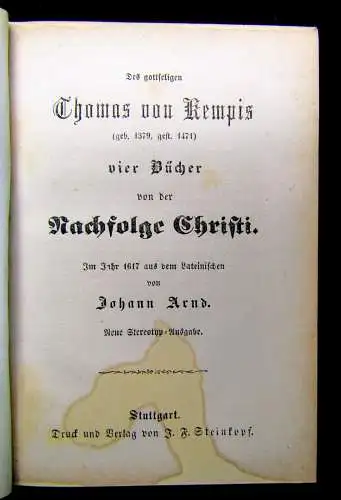 Des gottseligen
Thomas von Kempis
(geb. 1379, gest. 1471)
vier Bücher
von der
Nachfolge Christi.
Im Jahr 1617 aus dem Lateinischen
von
Johann Arnd.
Neue Stereotyp-Ausgabe.
Stuttgart.
Druck und Verlag von J. F. Steinkopf.